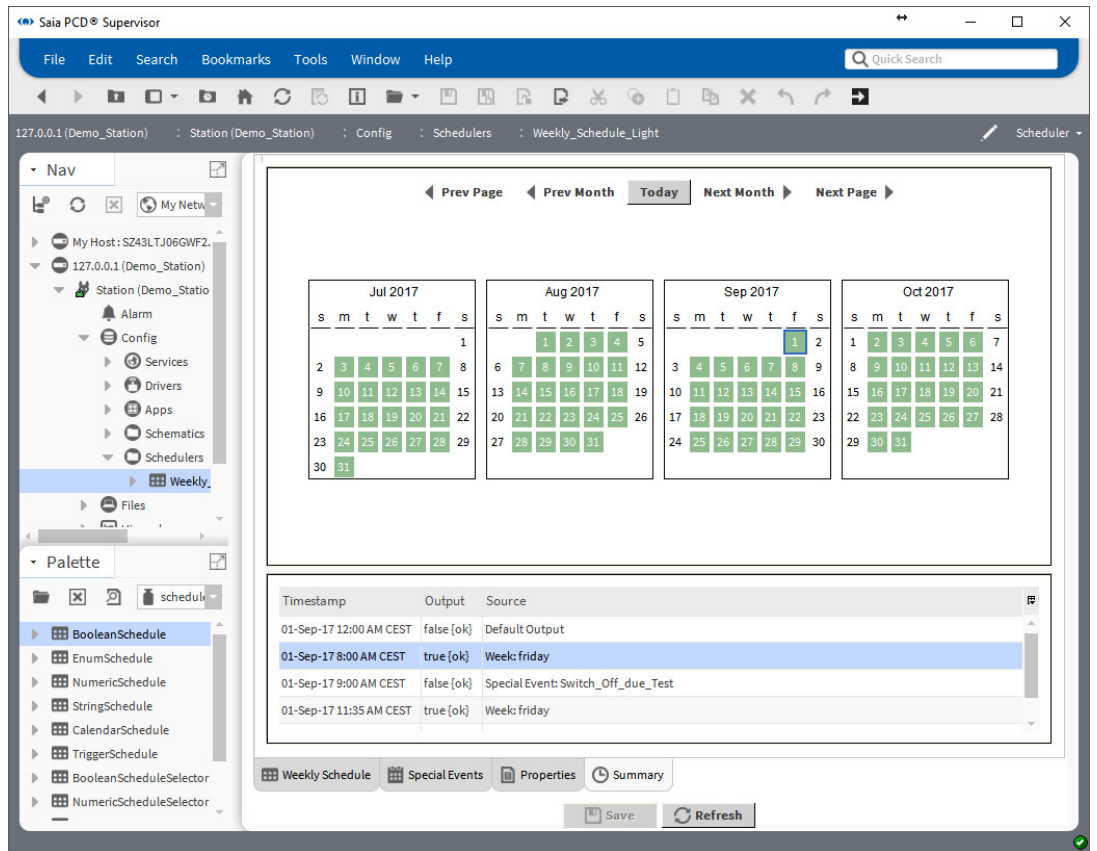 Saia PCD® Supervisor
File Edit Search Bookmarks Tools Window Help
Quick Search
127.0.0.1 (Demo_Station) : Station (Demo_Station) : Config : Schedulers : Weekly_Schedule_Light
Scheduler
Nav
My Netw
My Host : SZ43LTJ06GWF2.
127.0.0.1 (Demo_Station)
Station (Demo_Statio
Alarm
Config
Services
Drivers
Apps
Schematics
Schedulers
Weekly_
Files
Palette
schedule
BooleanSchedule
EnumSchedule
NumericSchedule
StringSchedule
CalendarSchedule
TriggerSchedule
BooleanScheduleSelector
NumericScheduleSelector
Prev Page Prev Month Today Next Month Next Page
Jul 2017
s m t w t f s
1
2 3 4 5 6 7 8
9 10 11 12 13 14 15
16 17 18 19 20 21 22
23 24 25 26 27 28 29
30 31
Aug 2017
s m t w t f s
1 2 3 4 5
6 7 8 9 10 11 12
13 14 15 16 17 18 19
20 21 22 23 24 25 26
27 28 29 30 31
Sep 2017
s m t w t f s
1 2
3 4 5 6 7 8 9
10 11 12 13 14 15 16
17 18 19 20 21 22 23
24 25 26 27 28 29 30
Oct 2017
s m t w t f s
1 2 3 4 5 6 7
8 9 10 11 12 13 14
15 16 17 18 19 20 21
22 23 24 25 26 27 28
29 30 31
Timestamp Output Source
01-Sep-17 12:00 AM CEST false {ok} Default Output
01-Sep-17 8:00 AM CEST true {ok} Week: friday
01-Sep-17 9:00 AM CEST false {ok} Special Event: Switch_Off_due_Test
01-Sep-17 11:35 AM CEST true {ok} Week: friday
Weekly Schedule Special Events Properties Summary
Save Refresh